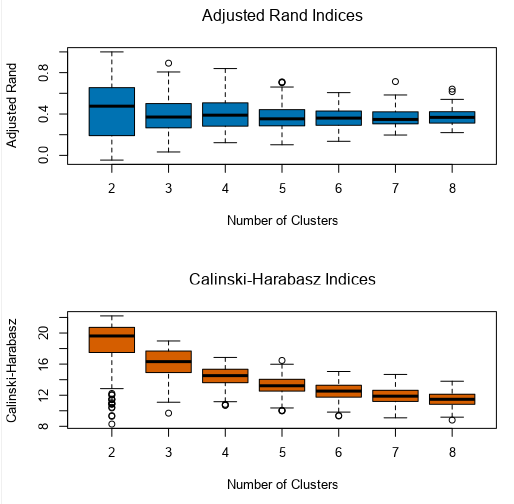 Adjusted Rand Indices
Adjusted Rand
0.8
0.4
0.0
2 3 4 5 6 7 8
Number of Clusters
Calinski-Harabasz Indices
Calinski-Harabasz
20
16
12
8
2 3 4 5 6 7 8
Number of Clusters